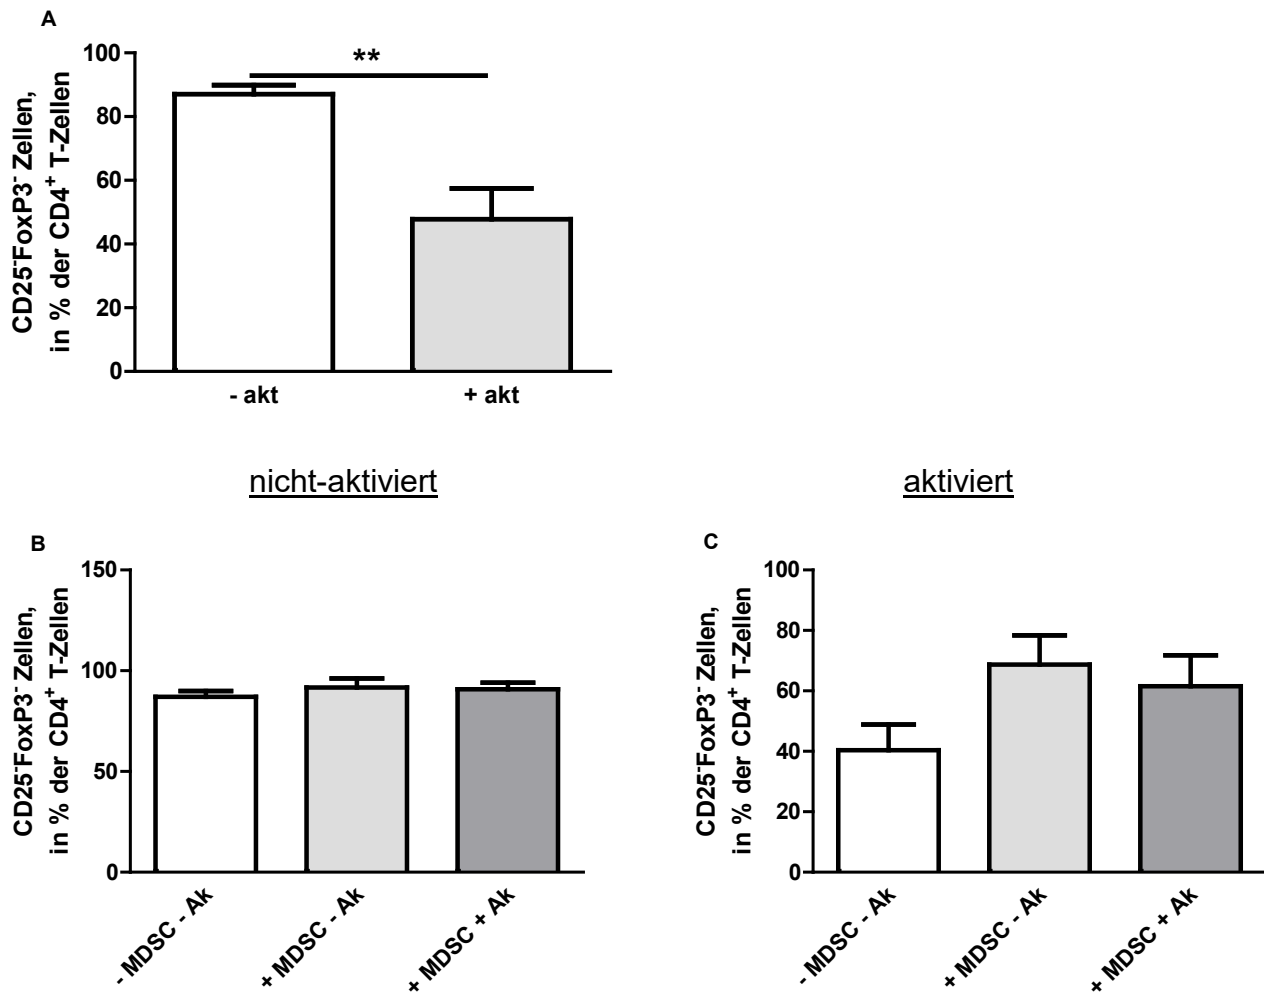 A
**
100
80
60
40
20
0
CD25⁻FoxP3⁻ Zellen,
in % der CD4⁺ T-Zellen
- akt
+ akt
nicht-aktiviert
aktiviert
B
150
100
50
0
CD25⁻FoxP3⁻ Zellen,
in % der CD4⁺ T-Zellen
- MDSC - Ak
+ MDSC - Ak
+ MDSC + Ak
C
100
80
60
40
20
0
CD25⁻FoxP3⁻ Zellen,
in % der CD4⁺ T-Zellen
- MDSC - Ak
+ MDSC - Ak
+ MDSC + Ak